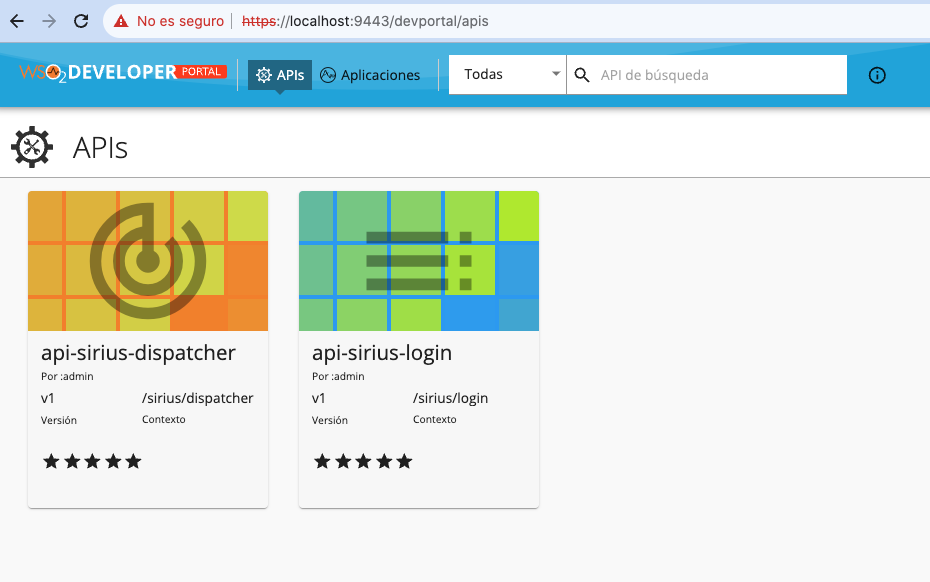 No es seguro https://localhost:9443/devportal/apis
WSO2 DEVELOPER PORTAL APIs Aplicaciones Todas API de búsqueda
APIs
api-sirius-dispatcher
Por :admin
v1 /sirius/dispatcher
Versión Contexto
api-sirius-login
Por :admin
v1 /sirius/login
Versión Contexto